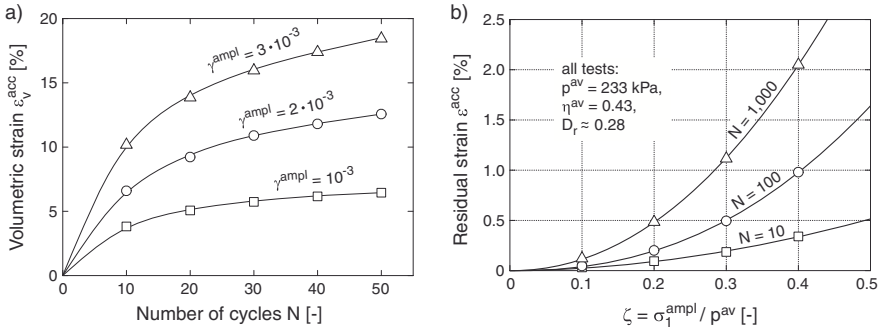 a)
Volumetric strain ε_v^acc [%]
20
15
10
5
0
0 10 20 30 40 50
Number of cycles N [-]
γ^ampl = 3·10^-3
γ^ampl = 2·10^-3
γ^ampl = 10^-3
b)
Residual strain ε^acc [%]
2.5
2.0
1.5
1.0
0.5
0
0 0.1 0.2 0.3 0.4 0.5
ζ = σ_1^ampl / p^av [-]
all tests:
p^av = 233 kPa,
η^av = 0.43,
D_r ≈ 0.28
N = 1,000
N = 100
N = 10